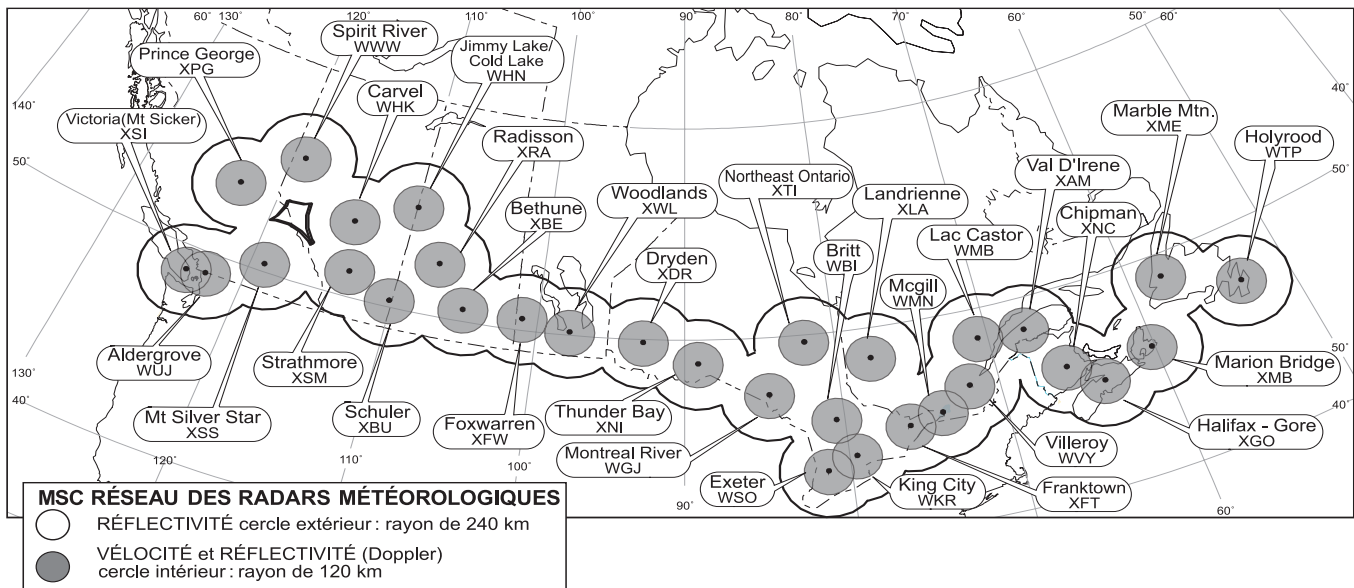 60°
130°
120°
110°
100°
90°
80°
70°
60°
50°
60°
40°
140°
50°
130°
40°
120°
110°
100°
90°
40°
50°
50°
40°
60°
Prince George
XPG
Spirit River
WWW
Jimmy Lake/
Cold Lake
WHN
Victoria(Mt Sicker)
XSI
Carvel
WHK
Radisson
XRA
Bethune
XBE
Woodlands
XWL
Dryden
XDR
Northeast Ontario
XTI
Britt
WBI
Landrienne
XLA
Mcgill
WMN
Lac Castor
WMB
Val D'Irene
XAM
Chipman
XNC
Marble Mtn.
XME
Holyrood
WTP
Aldergrove
WUJ
Mt Silver Star
XSS
Strathmore
XSM
Schuler
XBU
Foxwarren
XFW
Thunder Bay
XNI
Montreal River
WGJ
Exeter
WSO
King City
WKR
Franktown
XFT
Villeroy
WVY
Halifax - Gore
XGO
Marion Bridge
XMB
MSC RÉSEAU DES RADARS MÉTÉOROLOGIQUES
RÉFLECTIVITÉ cercle extérieur : rayon de 240 km
VÉLOCITÉ et RÉFLECTIVITÉ (Doppler)
cercle intérieur : rayon de 120 km